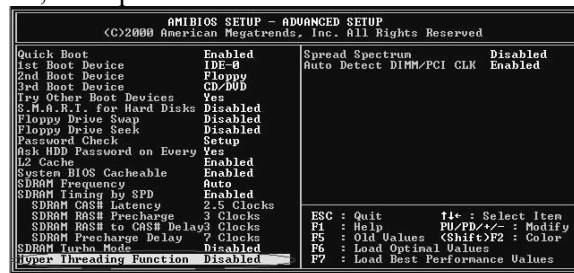 AMIBIOS SETUP - ADVANCED SETUP
(C)2000 American Megatrends, Inc. All Rights Reserved
Quick Boot Enabled
1st Boot Device IDE-0
2nd Boot Device Floppy
3rd Boot Device CD/DVD
Try Other Boot Devices Yes
S.M.A.R.T. for Hard Disks Disabled
Floppy Drive Swap Disabled
Floppy Drive Seek Disabled
Password Check Setup
Ask HDD Password on Every Yes
L2 Cache Enabled
System BIOS Cacheable Enabled
SDRAM Frequency Auto
SDRAM Timing by SPD Enabled
SDRAM CAS# Latency 2.5 Clocks
SDRAM RAS# Precharge 3 Clocks
SDRAM RAS# to CAS# Delay3 Clocks
SDRAM Precharge Delay 7 Clocks
SDRAM Turbo Mode Disabled
Hyper Threading Function Disabled
Spread Spectrum Disabled
Auto Detect DIMM/PCI CLK Enabled
ESC : Quit ↑↓← : Select Item
F1 : Help PU/PD/+/- : Modify
F5 : Old Values (Shift)F2 : Color
F6 : Load Optimal Values
F7 : Load Best Performance Values